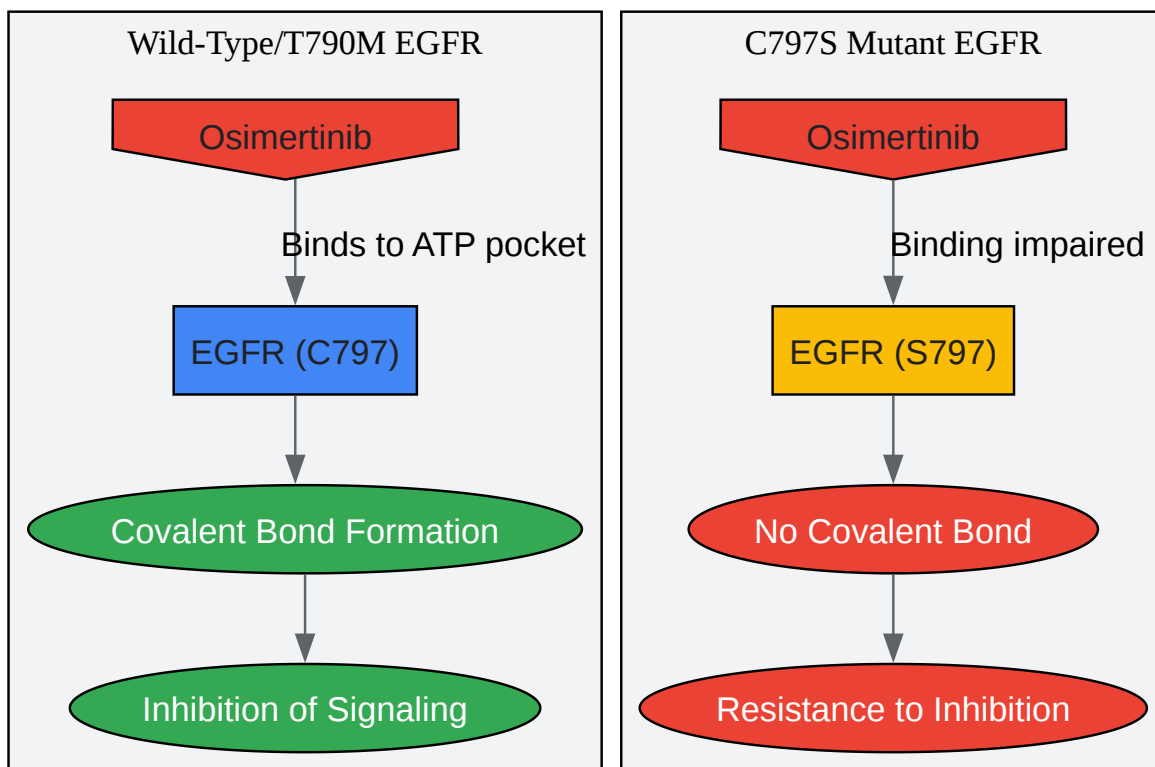 Wild-Type/T790M EGFR
Osimertinib
Binds to ATP pocket
EGFR (C797)
Covalent Bond Formation
Inhibition of Signaling
C797S Mutant EGFR
Osimertinib
Binding impaired
EGFR (S797)
No Covalent Bond
Resistance to Inhibition